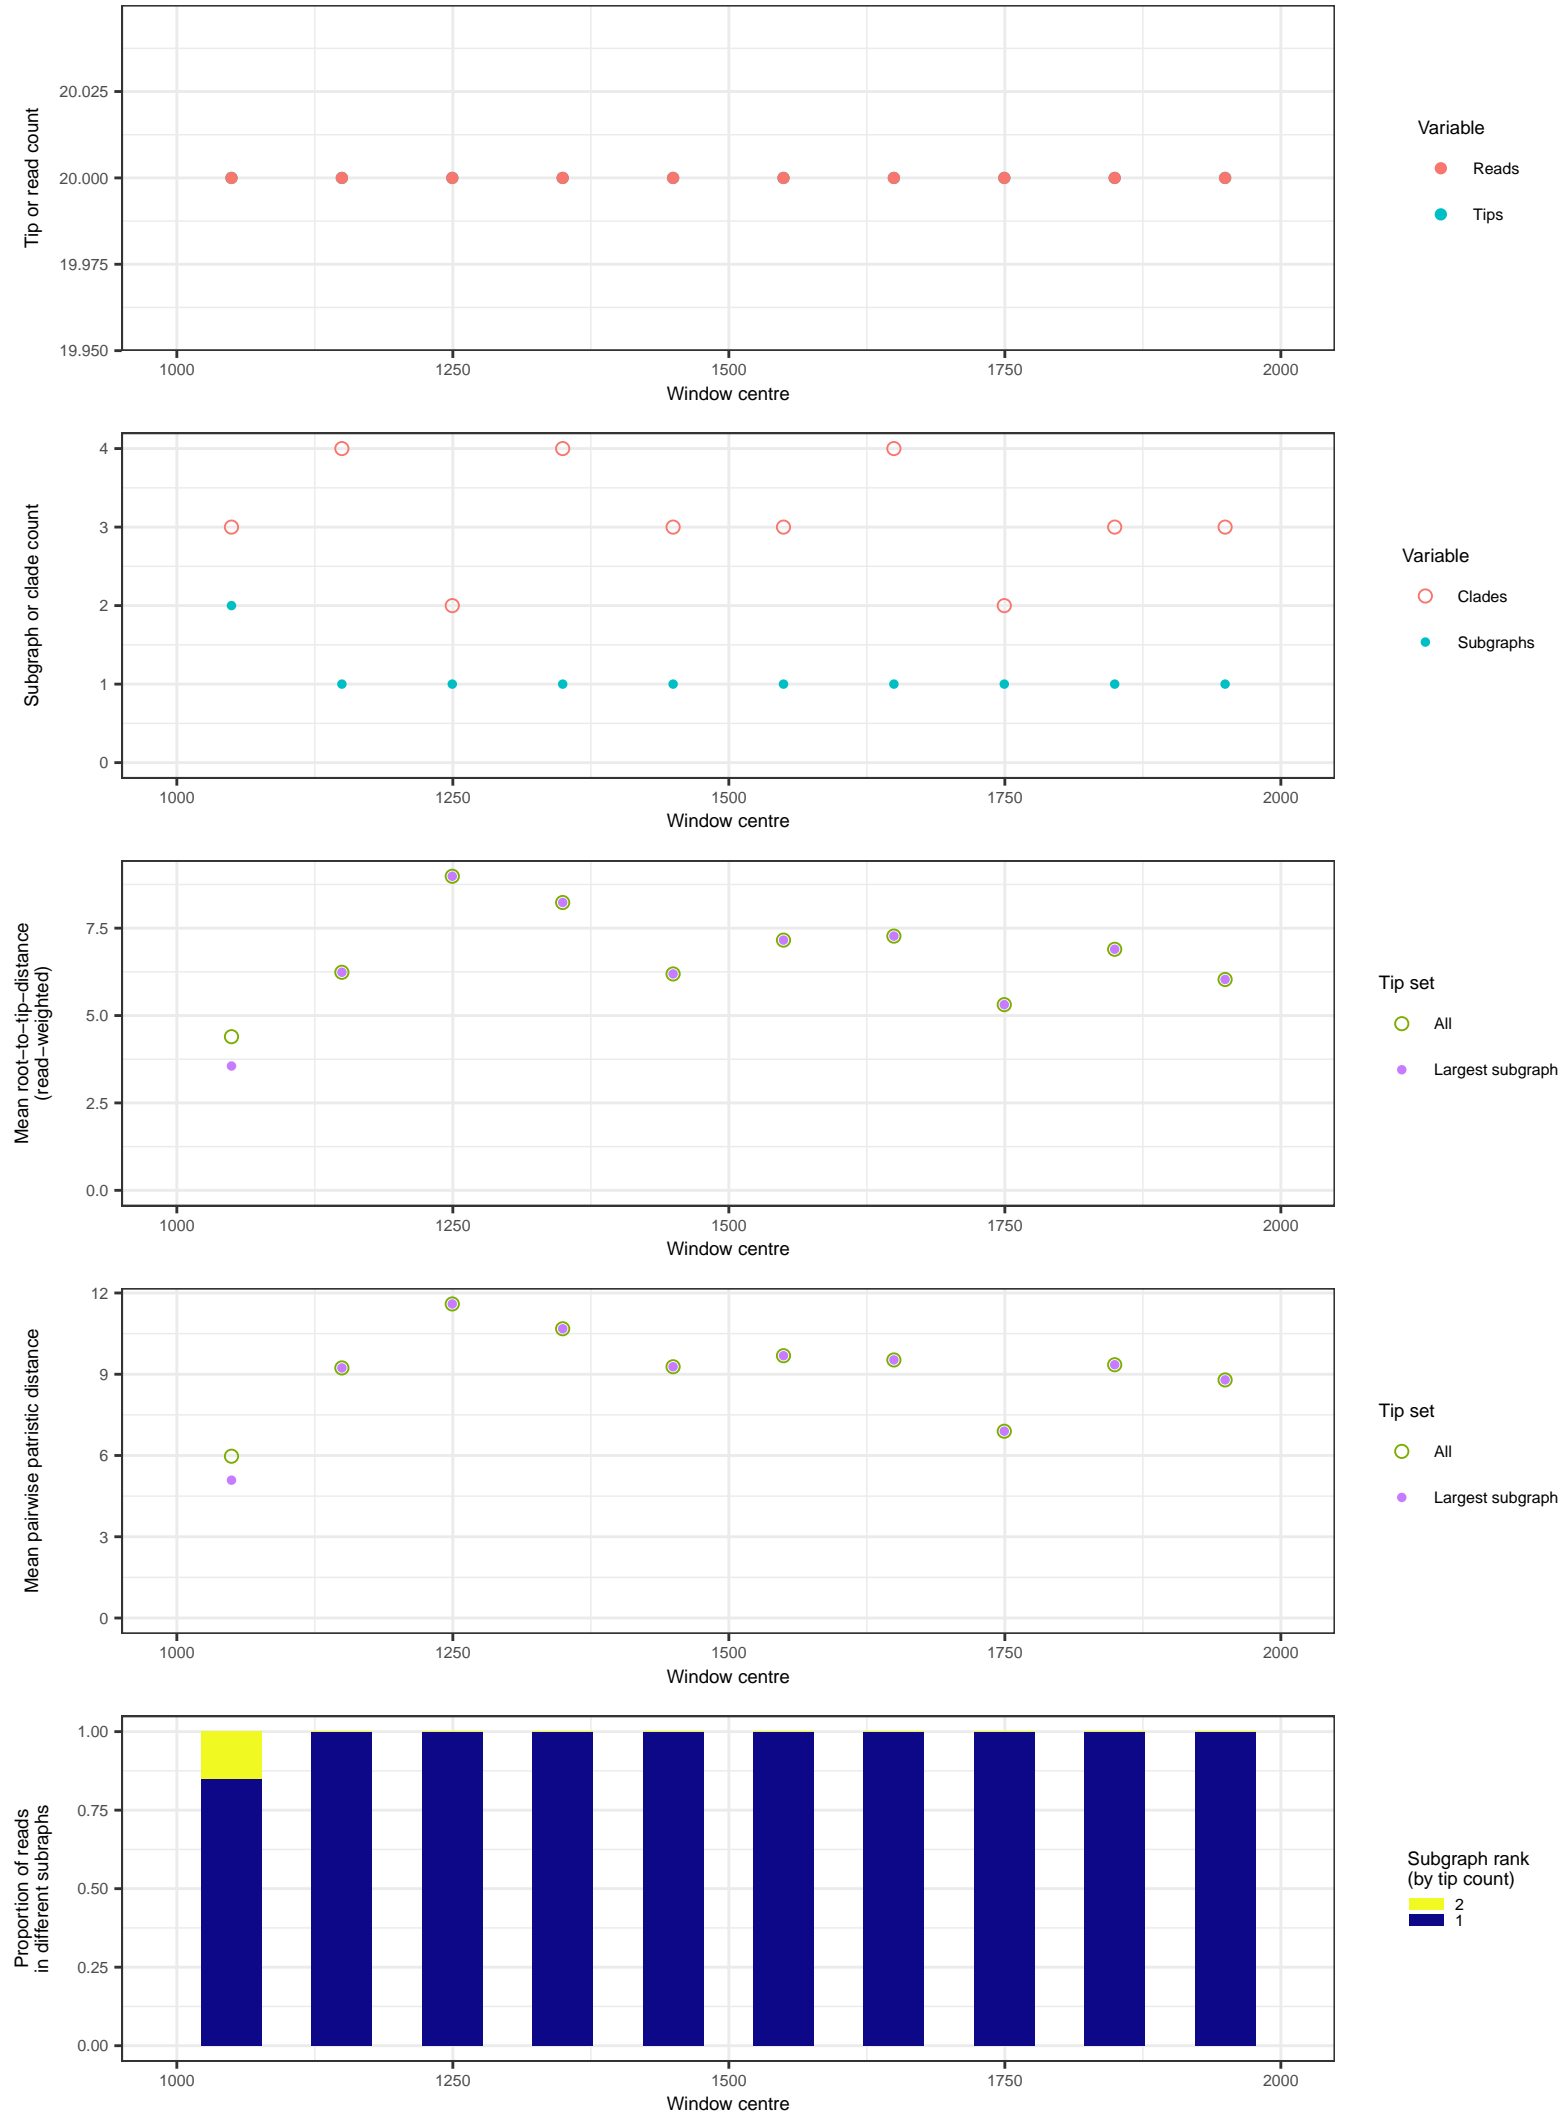 Tip or read count
20.025
20.000
19.975
19.950
1000 1250 1500 1750 2000
Window centre
Variable
Reads
Tips
Subgraph or clade count
4
3
2
1
0
1000 1250 1500 1750 2000
Window centre
Variable
Clades
Subgraphs
Mean root−to−tip−distance
(read−weighted)
7.5
5.0
2.5
0.0
1000 1250 1500 1750 2000
Window centre
Tip set
All
Largest subgraph
Mean pairwise patristic distance
12
9
6
3
0
1000 1250 1500 1750 2000
Window centre
Tip set
All
Largest subgraph
Proportion of reads
in different subraphs
1.00
0.75
0.50
0.25
0.00
1000 1250 1500 1750 2000
Window centre
Subgraph rank
(by tip count)
2
1